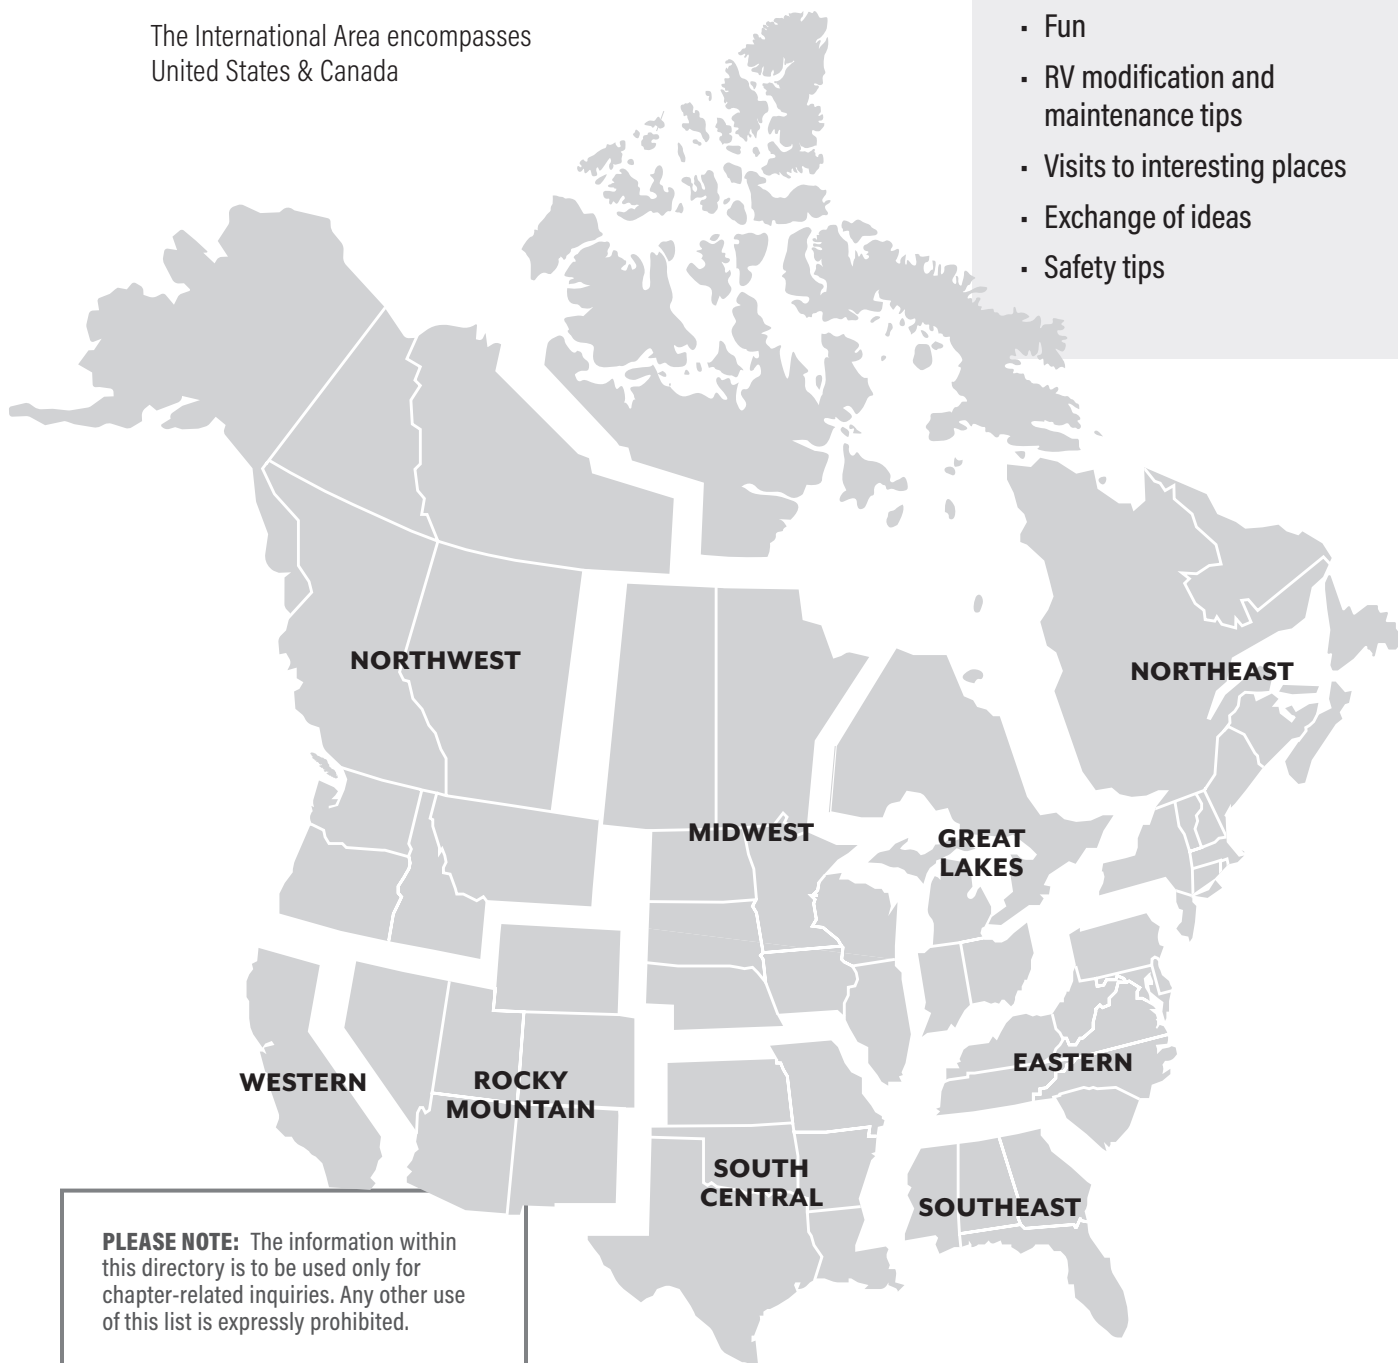 The International Area encompasses
United States & Canada
· Fun
· RV modification and
maintenance tips
· Visits to interesting places
· Exchange of ideas
· Safety tips
NORTHWEST
NORTHEAST
MIDWEST
GREAT
LAKES
WESTERN
ROCKY
MOUNTAIN
EASTERN
SOUTH
CENTRAL
SOUTHEAST
PLEASE NOTE: The information within
this directory is to be used only for
chapter-related inquiries. Any other use
of this list is expressly prohibited.